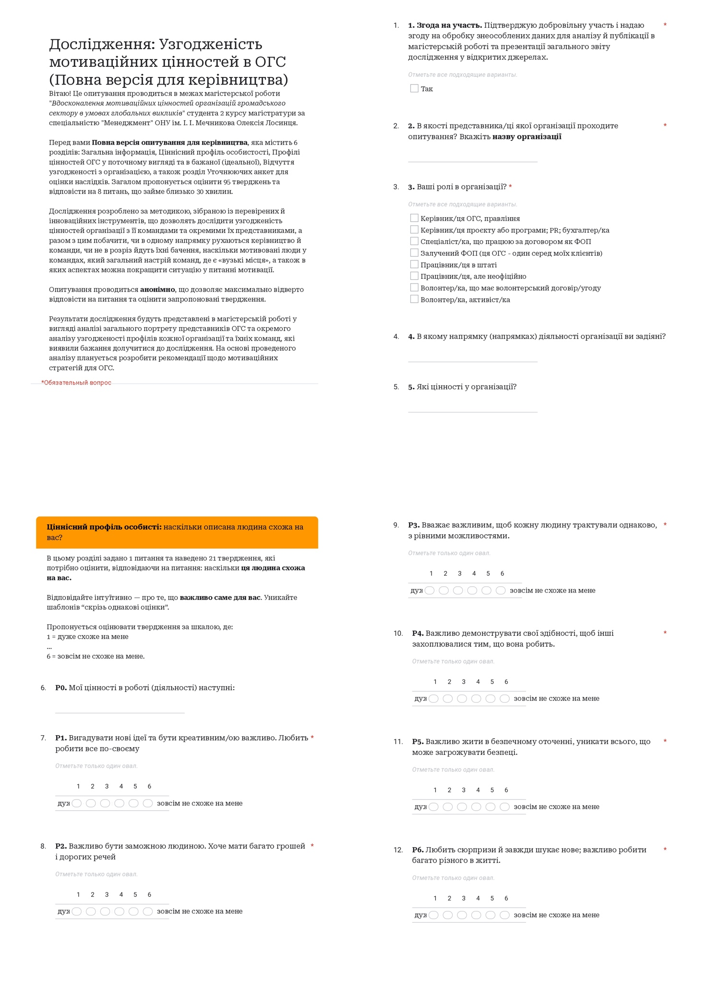 Дослідження: Узгодженість
мотиваційних цінностей в ОГС
(Повна версія для керівництва)
Вітаю! Це опитування проводиться в межах магістерської роботи
"Вдосконалення мотиваційних цінностей організацій громадського
сектору в умовах глобальних викликів" студента 2 курсу магістратури за
спеціальністю "Менеджмент" ОНУ ім. І. І. Мечникова Олексія Лосинця.
Перед вами Повна версія опитування для керівництва, яка містить 6
розділів: Загальна інформація, Ціннісний профіль особистості, Профілі
цінностей ОГС у поточному вигляді та в бажаної (ідеальної), Відчуття
узгодженості з організацією, а також розділ Уточнюючих анкет для
оцінки наслідків. Загалом пропонується оцінити 95 тверджень та
відповісти на 8 питань, що займе близько 30 хвилин.
Дослідження розроблено за методикою, зібраною із перевірених й
інноваційних інструментів, що дозволять дослідити узгодженість
цінностей організації з її командами та окремими їх представниками, а
разом з цим побачити, чи в одному напрямку рухаються керівництво й
команди, чи не в розріз йдуть їхні бачення, наскільки мотивовані люди у
командах, який загальний настрій команд, де є «вузькі місця», а також в
яких аспектах можна покращити ситуацію у питанні мотивації.
Опитування проводиться анонімно, що дозволяє максимально відверто
відповісти на питання та оцінити запропоновані твердження.
Результати дослідження будуть представлені в магістерській роботі у
вигляді аналізі загального портрету представників ОГС та окремого
аналізу узгодженості профілів кожної організації та їхніх команд, які
виявили бажання долучитися до дослідження. На основі проведеного
аналізу планується розробити рекомендації щодо мотиваційних
стратегій для ОГС.
*Обязательный вопрос
1. 1. Згода на участь. Підтверджую добровільну участь і надаю *
згоду на обробку знеособлених даних для аналізу й публікації в
магістерській роботі та презентації загального звіту
дослідження у відкритих джерелах.
Отметьте все подходящие варианты.
Так
2. 2. В якості представника/ці якої організації проходите *
опитування? Вкажіть назву організації
3. 3. Ваші ролі в організації? *
Отметьте все подходящие варианты.
Керівник/ця ОГС, правління
Керівник/ця проєкту або програми; PR; бухгалтер/ка
Спеціаліст/ка, що працюю за договором як ФОП
Залучений ФОП (ця ОГС - один серед моїх клієнтів)
Працівник/ця в штаті
Працівник/ця, але неофіційно
Волонтер/ка, що має волонтерський договір/угоду
Волонтер/ка, активіст/ка
4. 4. В якому напрямку (напрямках) діяльності організації ви задіяні?
5. 5. Які цінності у організації?
Ціннісний профіль особисті: наскільки описана людина схожа на
вас?
В цьому розділі задано 1 питання та наведено 21 твердження, які
потрібно оцінити, відповідаючи на питання: наскільки ця людина схожа
на вас.
Відповідайте інтуїтивно — про те, що важливо саме для вас. Уникайте
шаблонів “скрізь однакові оцінки”.
Пропонується оцінювати твердження за шкалою, де:
1 = дуже схоже на мене
...
6 = зовсім не схоже на мене.
6. P0. Мої цінності в роботі (діяльності) наступні:
7. P1. Вигадувати нові ідеї та бути креативним/ою важливо. Любить *
робити все по-своєму
Отметьте только один овал.
1 2 3 4 5 6
дуж зовсім не схоже на мене
8. P2. Важливо бути заможною людиною. Хоче мати багато грошей *
і дорогих речей
Отметьте только один овал.
1 2 3 4 5 6
дуж зовсім не схоже на мене
9. P3. Вважає важливим, щоб кожну людину трактували однаково, *
з рівними можливостями.
Отметьте только один овал.
1 2 3 4 5 6
дуж зовсім не схоже на мене
10. P4. Важливо демонструвати свої здібності, щоб інші *
захоплювалися тим, що вона робить.
Отметьте только один овал.
1 2 3 4 5 6
дуж зовсім не схоже на мене
11. P5. Важливо жити в безпечному оточенні, уникати всього, що *
може загрожувати безпеці.
Отметьте только один овал.
1 2 3 4 5 6
дуж зовсім не схоже на мене
12. P6. Любить сюрпризи й завжди шукає нове; важливо робити *
багато різного в житті.
Отметьте только один овал.
1 2 3 4 5 6
дуж зовсім не схоже на мене